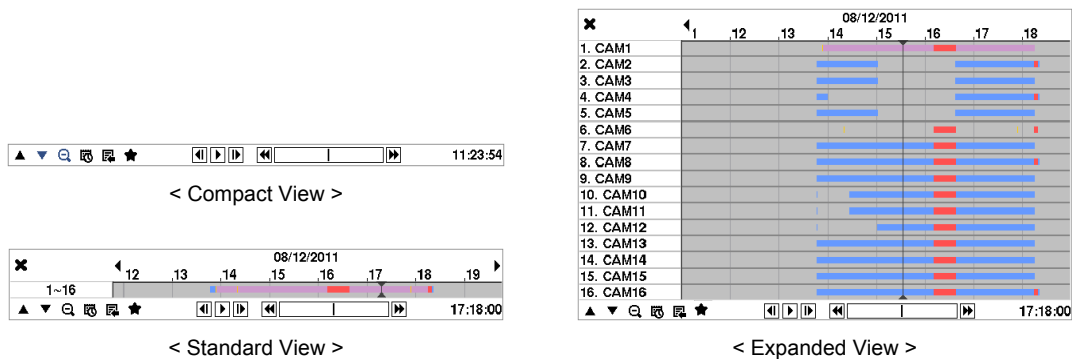 11:23:54
< Compact View >
08/12/2011
12 13 14 15 16 17 18 19
1~16
17:18:00
< Standard View >
08/12/2011
1 12 13 14 15 16 17 18
1. CAM1
2. CAM2
3. CAM3
4. CAM4
5. CAM5
6. CAM6
7. CAM7
8. CAM8
9. CAM9
10. CAM10
11. CAM11
12. CAM12
13. CAM13
14. CAM14
15. CAM15
16. CAM16
17:18:00
< Expanded View >